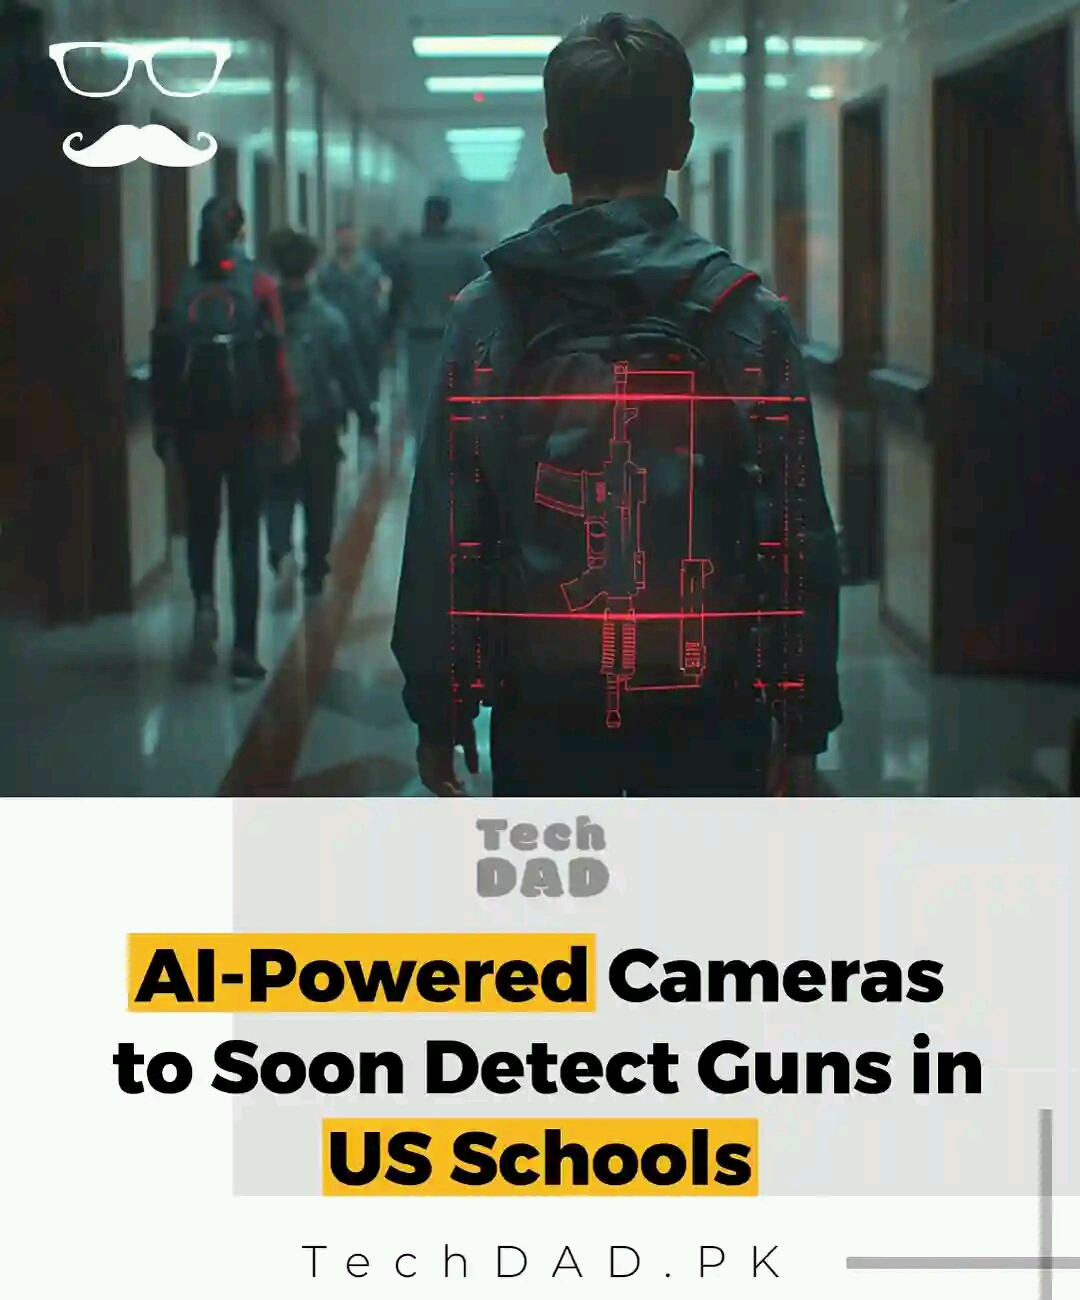 Tech
DAD
AI-Powered Cameras
to Soon Detect Guns in
US Schools
TechDAD.PK